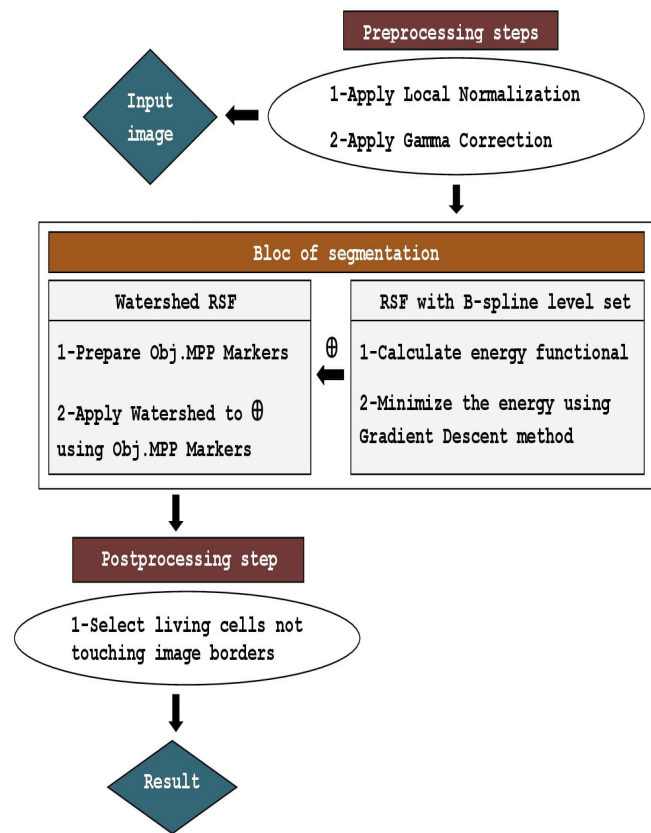 Preprocessing steps
Input
image
1-Apply Local Normalization
2-Apply Gamma Correction
Bloc of segmentation
Watershed RSF
1-Prepare Obj.MPP Markers
2-Apply Watershed to ⊕
using Obj.MPP Markers
⊕
RSF with B-spline level set
1-Calculate energy functional
2-Minimize the energy using
Gradient Descent method
Postprocessing step
1-Select living cells not
touching image borders
Result